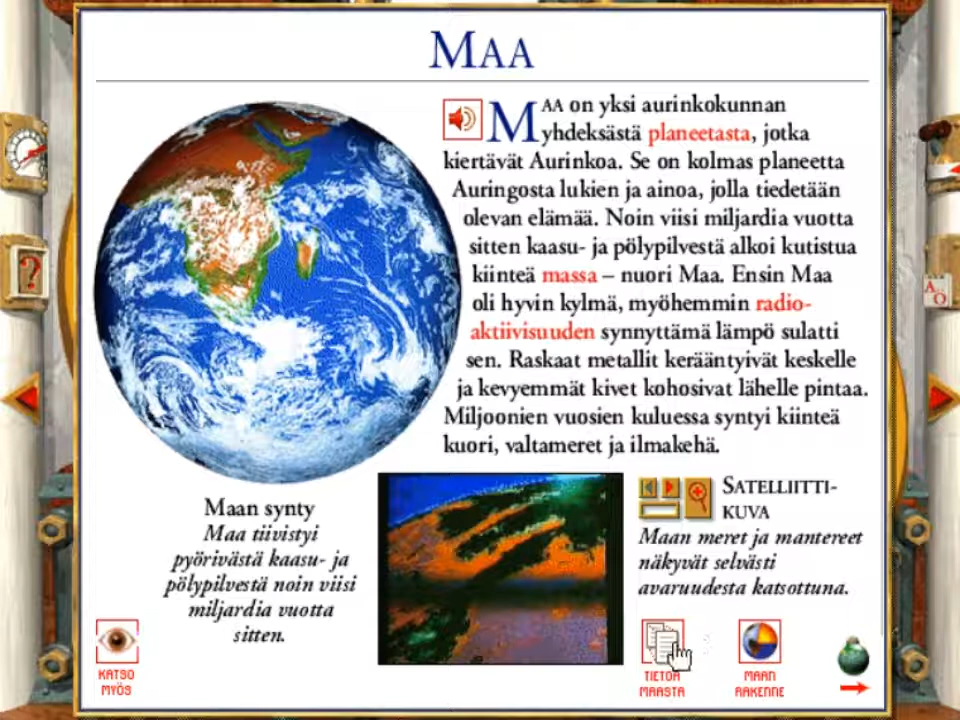 MAA
MAA on yksi aurinkokunnan
yhdeksästä planeetasta, jotka
kiertävät Aurinkoa. Se on kolmas planeetta
Auringosta lukien ja ainoa, jolla tiedetään
olevan elämää. Noin viisi miljardia vuotta
sitten kaasu- ja pölypilvestä alkoi kutistua
kiinteä massa – nuori Maa. Ensin Maa
oli hyvin kylmä, myöhemmin radio-
aktiivisuuden synnyttämä lämpö sulatti
sen. Raskaat metallit kerääntyivät keskelle
ja kevyemmät kivet kohosivat lähelle pintaa.
Miljoonien vuosien kuluessa syntyi kiinteä
kuori, valtameret ja ilmakehä.
Maan synty
Maa tiivistyi
pyörivästä kaasu- ja
pölypilvestä noin viisi
miljardia vuotta
sitten.
SATELLIITTI-
KUVA
Maan meret ja mantereet
näkyvät selvästi
avaruudesta katsottuna.
KATSO
MYÖS
TIETOA
MAASTA
MAAN
RAKENNE
?
A
O